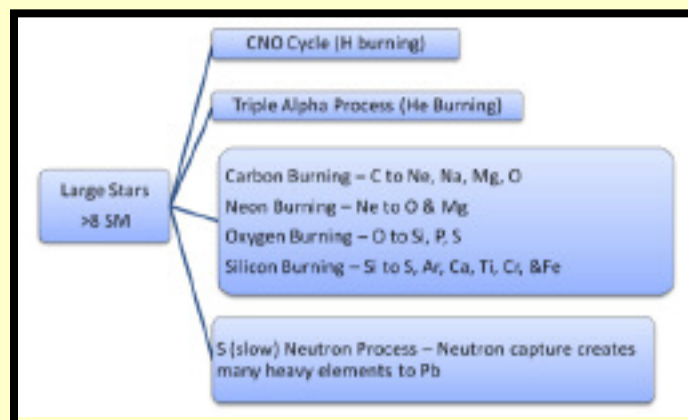 CNO Cycle (H burning)
Triple Alpha Process (He Burning)
Large Stars
>8 SM
Carbon Burning – C to Ne, Na, Mg, O
Neon Burning – Ne to O & Mg
Oxygen Burning – O to Si, P, S
Silicon Burning – Si to S, Ar, Ca, Ti, Cr, &Fe
S (slow) Neutron Process – Neutron capture creates
many heavy elements to Pb